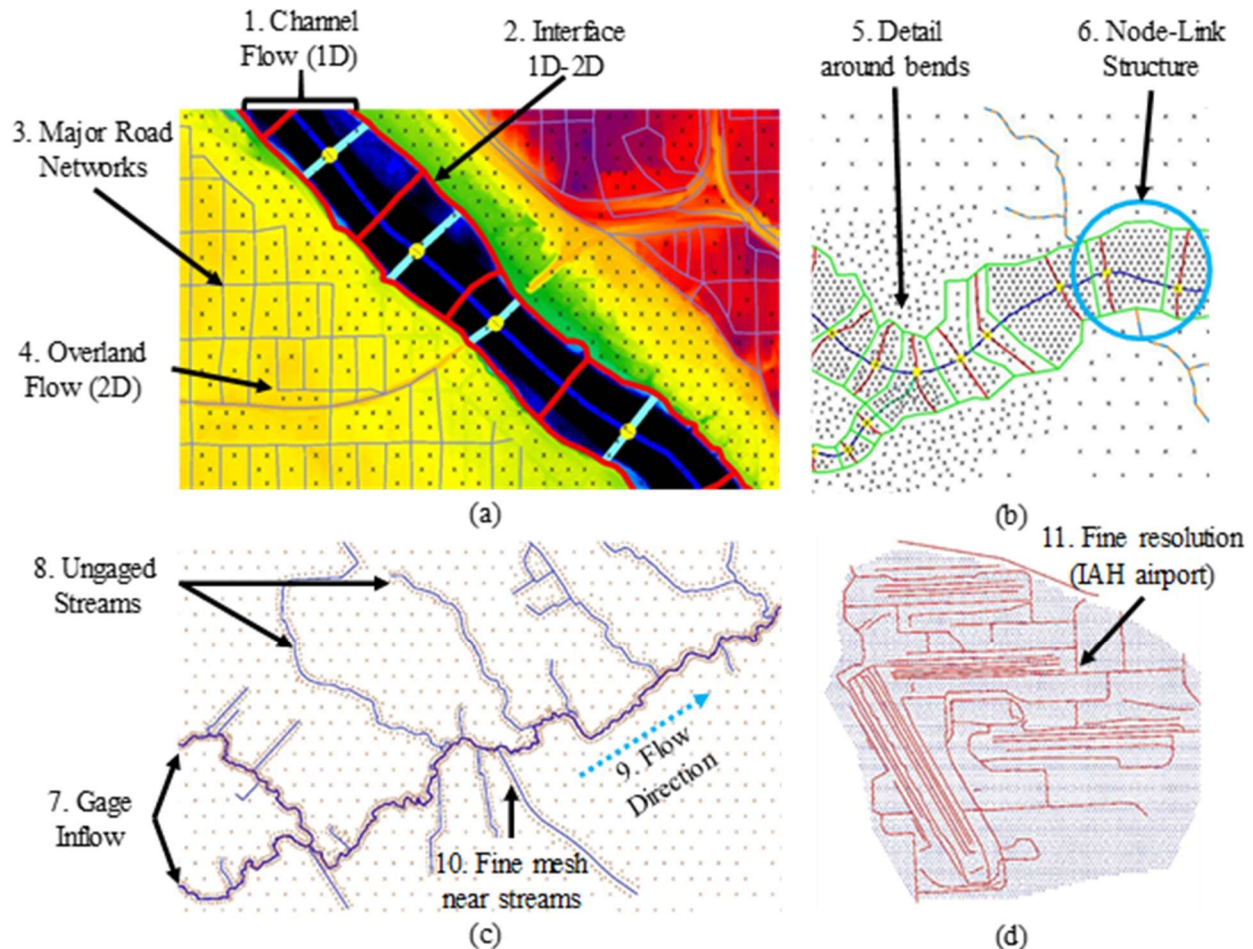 1. Channel
Flow (1D)
2. Interface
1D-2D
3. Major Road
Networks
4. Overland
Flow (2D)
(a)
5. Detail
around bends
6. Node-Link
Structure
(b)
8. Ungaged
Streams
7. Gage
Inflow
9. Flow
Direction
10. Fine mesh
near streams
(c)
11. Fine resolution
(IAH airport)
(d)